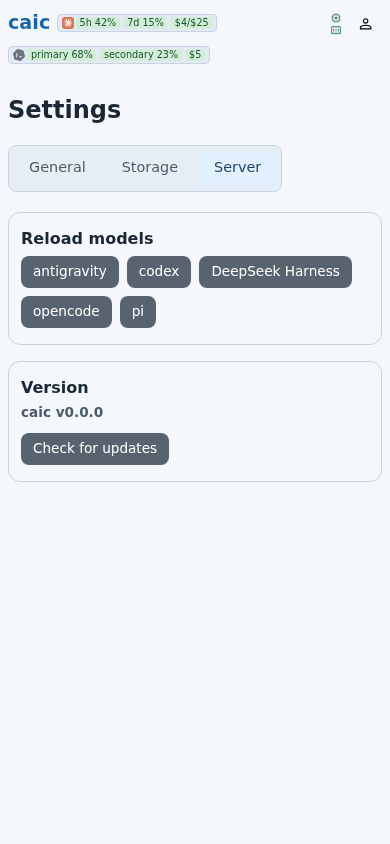 caic 5h 42% 7d 15% $4/$25
primary 68% secondary 23% $5
Settings
General Storage Server
Reload models
antigravity codex DeepSeek Harness
opencode pi
Version
caic v0.0.0
Check for updates